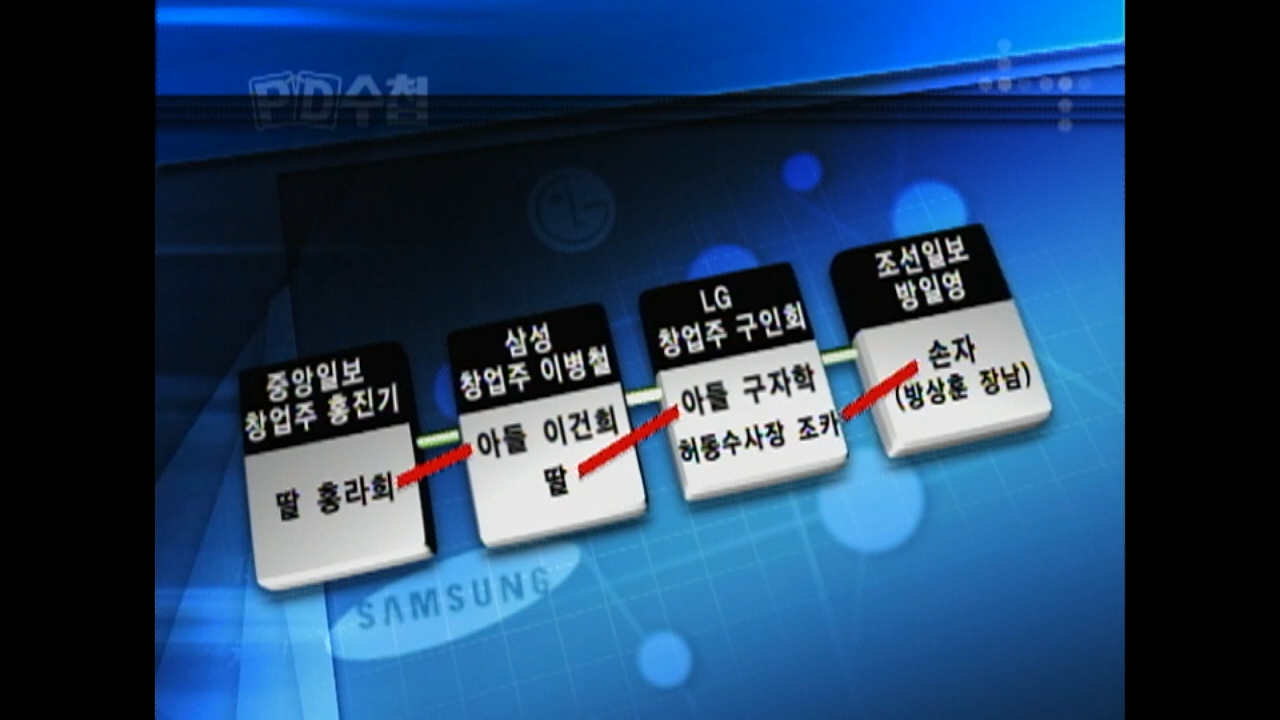 PD수첩
중앙일보
창업주 홍진기
딸 홍라희
삼성
창업주 이병철
아들 이건희
딸
LG
창업주 구인회
아들 구자학
허동수사장 조카
조선일보
방일영
손자
(방상훈 장남)
SAMSUNG